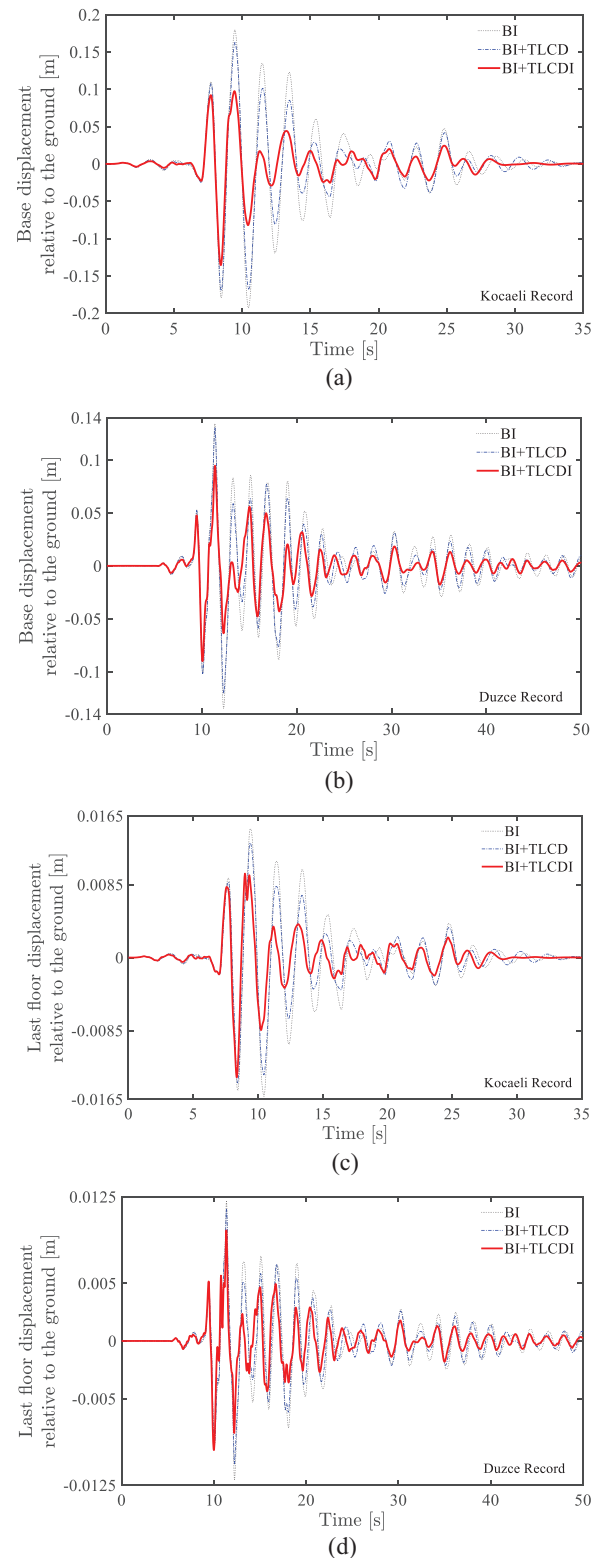 0.2
0.15
0.1
0.05
0
-0.05
-0.1
-0.15
-0.2
Base displacement
relative to the ground [m]
BI
BI+TLCD
BI+TLCDI
Kocaeli Record
0 5 10 15 20 25 30 35
Time [s]
(a)
0.14
0.1
0.05
0
-0.05
-0.1
-0.14
Base displacement
relative to the ground [m]
BI
BI+TLCD
BI+TLCDI
Duzce Record
0 10 20 30 40 50
Time [s]
(b)
0.0165
0.0085
0
-0.0085
-0.0165
Last floor displacement
relative to the ground [m]
BI
BI+TLCD
BI+TLCDI
Kocaeli Record
0 5 10 15 20 25 30 35
Time [s]
(c)
0.0125
0.005
0
-0.005
-0.0125
Last floor displacement
relative to the ground [m]
BI
BI+TLCD
BI+TLCDI
Duzce Record
0 10 20 30 40 50
Time [s]
(d)